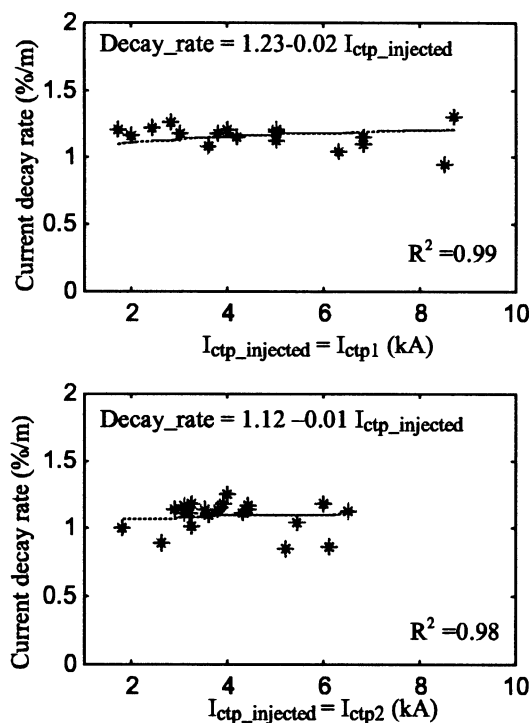 2
Decay_rate = 1.23-0.02 Ictp_injected
1.5
1
0.5
R² =0.99
0
2 4 6 8 10
Current decay rate (%/m)
Ictp_injected = Ictp1 (kA)
2
Decay_rate = 1.12 –0.01 Ictp_injected
1.5
1
0.5
R² =0.98
0
2 4 6 8 10
Current decay rate (%/m)
Ictp_injected = Ictp2 (kA)